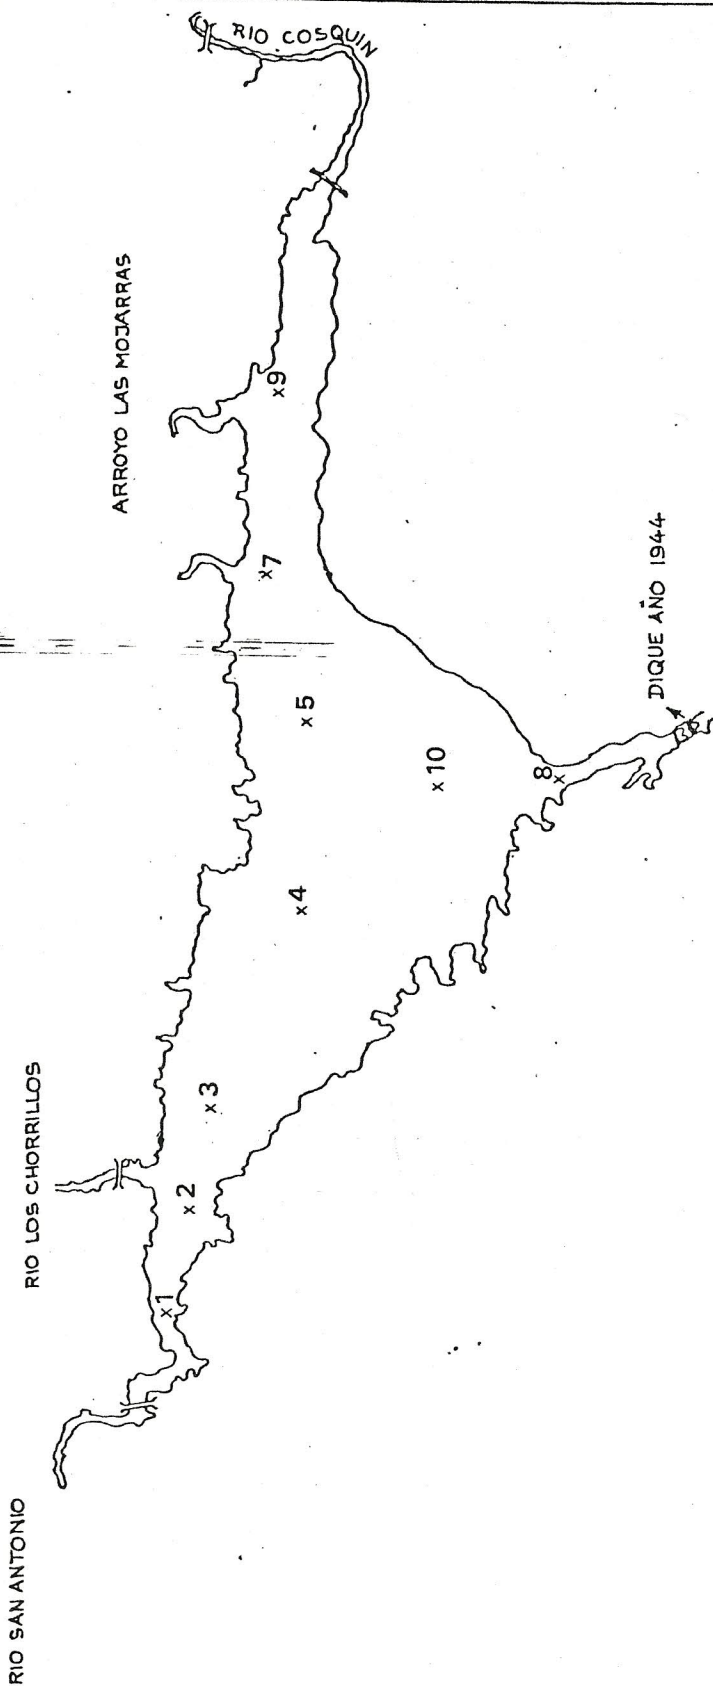 RIO COSQUIN
ARROYO LAS MOJARRAS
x9
x7
x5
DIQUE AÑO 1944
x10
8x
x4
RIO LOS CHORRILLOS
x3
x2
x1
RIO SAN ANTONIO